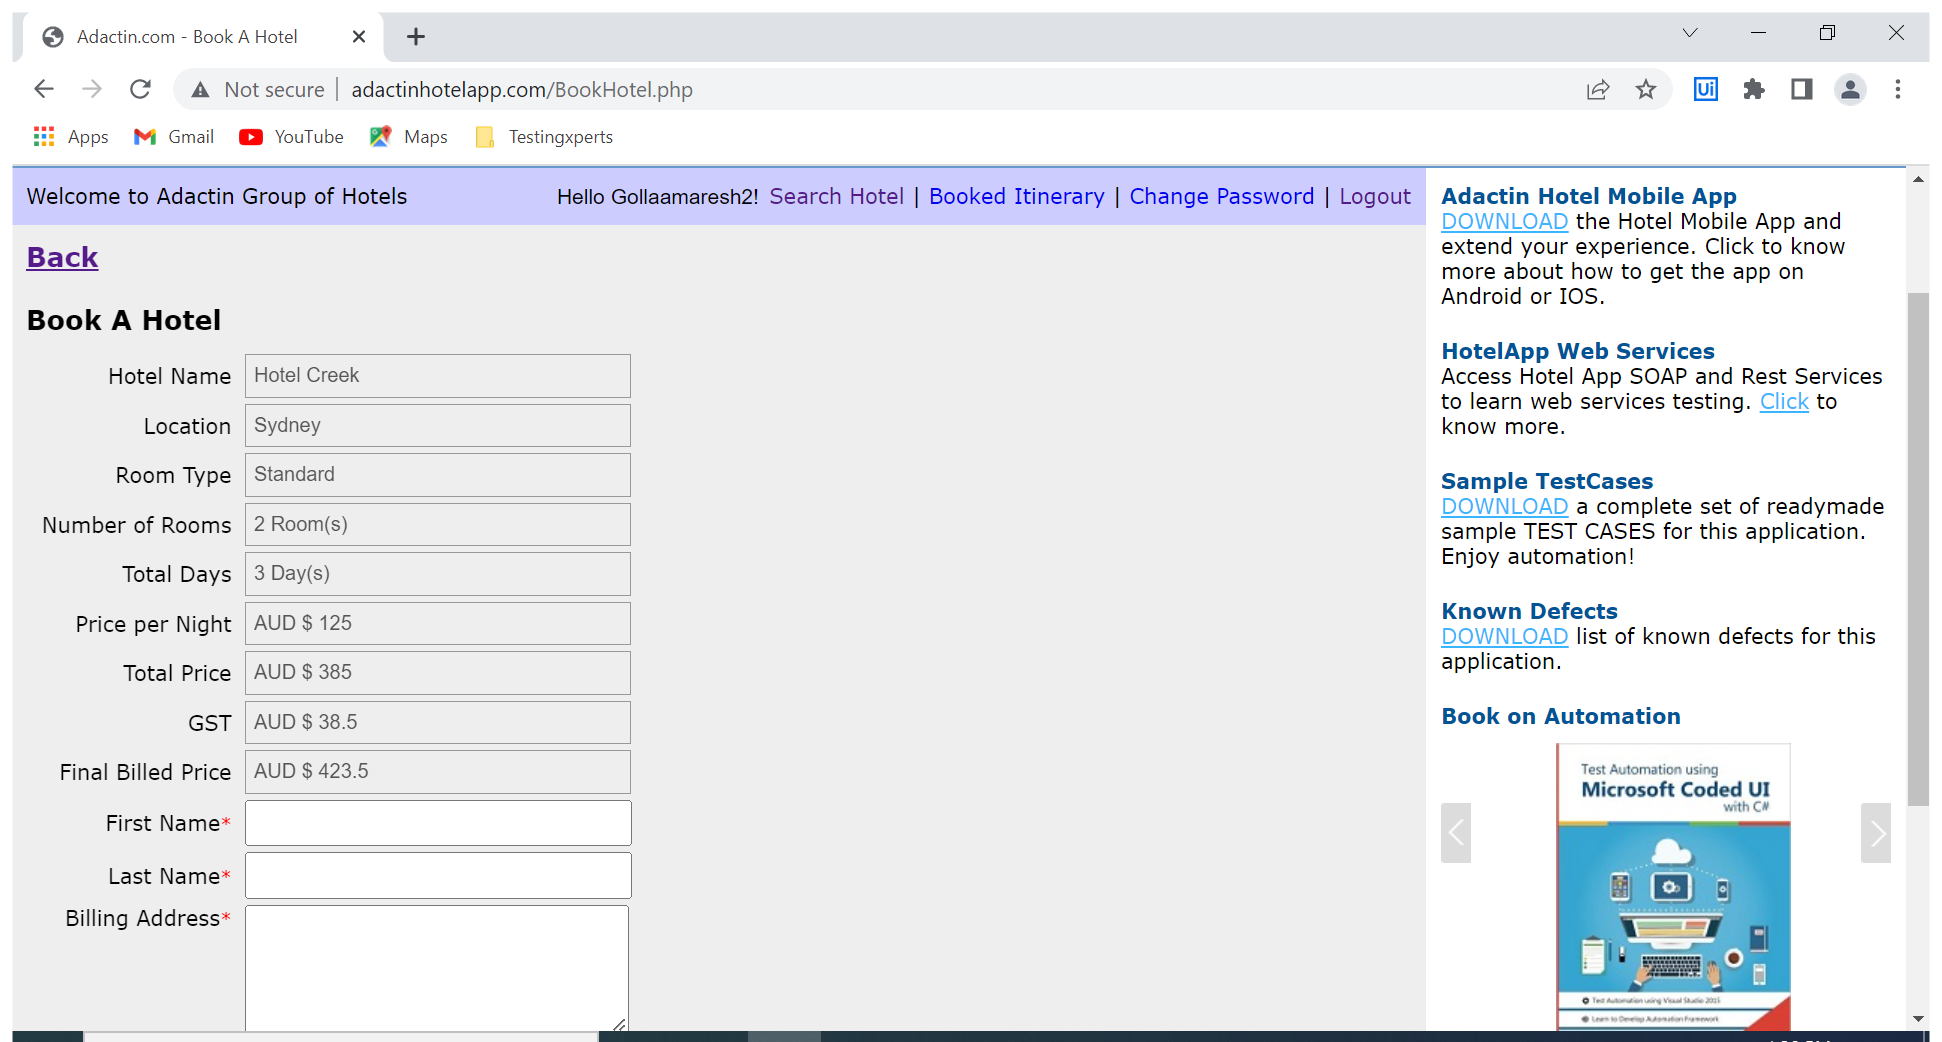 Adactin.com - Book A Hotel
Not secure | adactinhotelapp.com/BookHotel.php
Ui
Apps Gmail YouTube Maps Testingxperts
Welcome to Adactin Group of Hotels
Hello Gollaamaresh2! Search Hotel | Booked Itinerary | Change Password | Logout
Back
Book A Hotel
Hotel Name Hotel Creek
Location Sydney
Room Type Standard
Number of Rooms 2 Room(s)
Total Days 3 Day(s)
Price per Night AUD $ 125
Total Price AUD $ 385
GST AUD $ 38.5
Final Billed Price AUD $ 423.5
First Name*
Last Name*
Billing Address*
Adactin Hotel Mobile App
DOWNLOAD the Hotel Mobile App and
extend your experience. Click to know
more about how to get the app on
Android or IOS.
HotelApp Web Services
Access Hotel App SOAP and Rest Services
to learn web services testing. Click to
know more.
Sample TestCases
DOWNLOAD a complete set of readymade
sample TEST CASES for this application.
Enjoy automation!
Known Defects
DOWNLOAD list of known defects for this
application.
Book on Automation
Test Automation using
Microsoft Coded UI
with C#
Test Automation using Visual Studio 2015
Learn to Develop Automation Framework